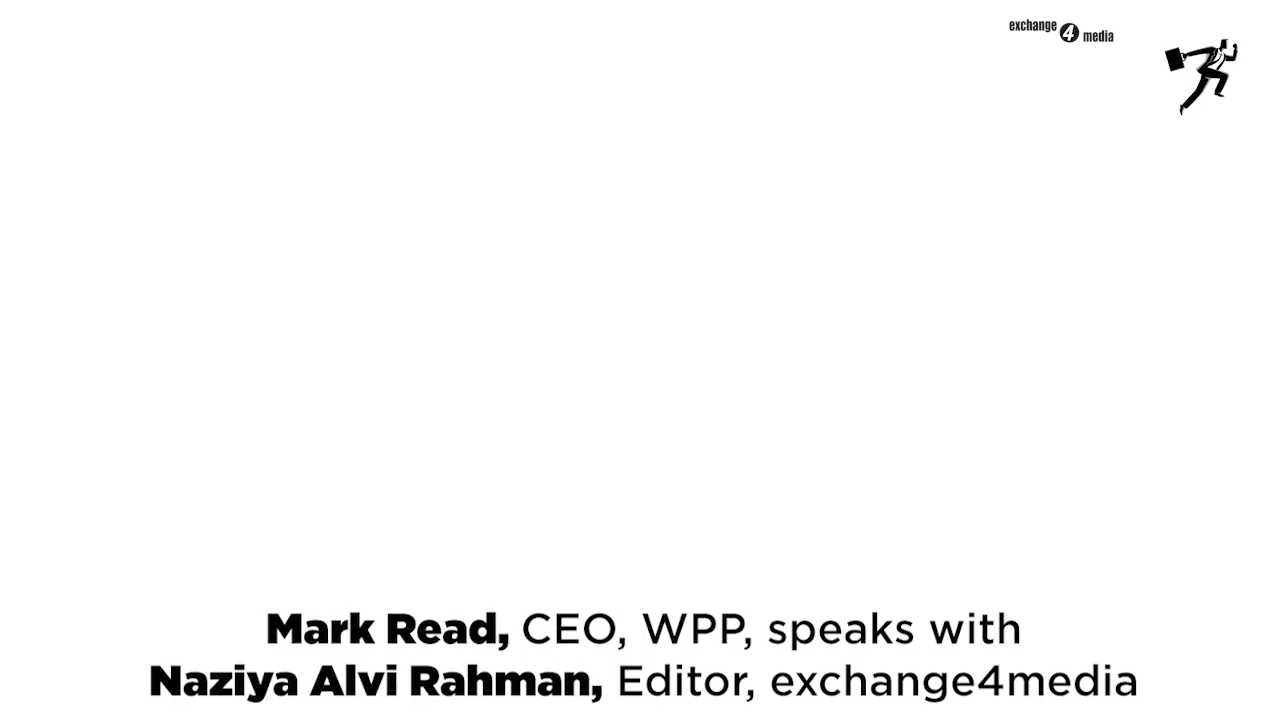 exchange 4 media
Mark Read, CEO, WPP, speaks with
Naziya Alvi Rahman, Editor, exchange4media